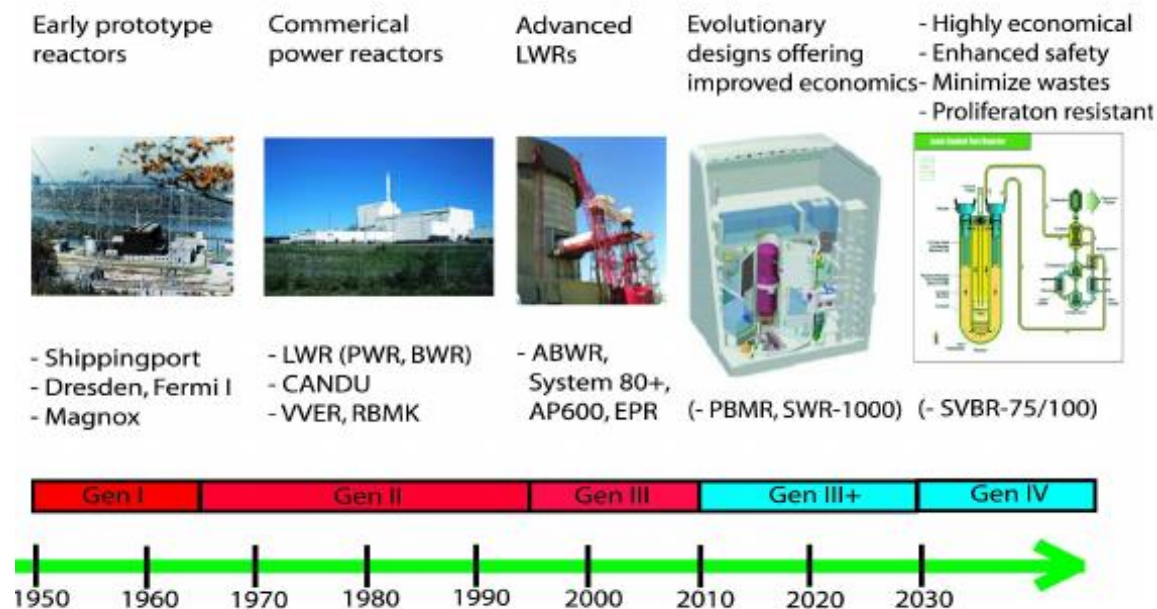 Early prototype
reactors
Commerical
power reactors
Advanced
LWRs
Evolutionary
designs offering
improved economics
- Highly economical
- Enhanced safety
- Minimize wastes
- Proliferaton resistant
- Shippingport
- Dresden, Fermi I
- Magnox
- LWR (PWR, BWR)
- CANDU
- VVER, RBMK
- ABWR,
System 80+,
AP600, EPR
(- PBMR, SWR-1000)
(- SVBR-75/100)
Gen I
Gen II
Gen III
Gen III+
Gen IV
1950
1960
1970
1980
1990
2000
2010
2020
2030